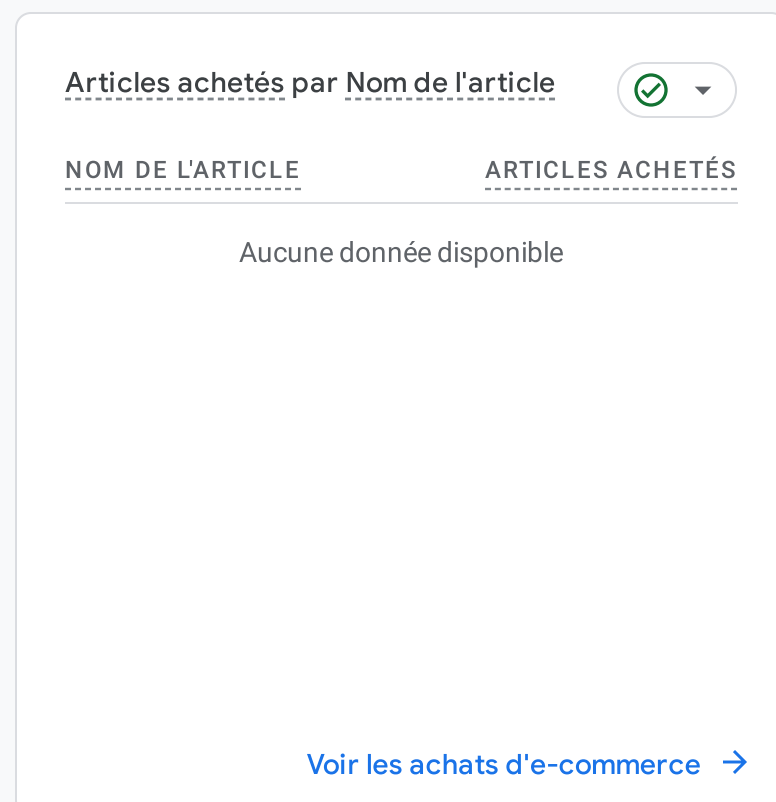 Articles achetés par Nom de l'article
NOM DE L'ARTICLE ARTICLES ACHETÉS
Aucune donnée disponible
Voir les achats d'e-commerce